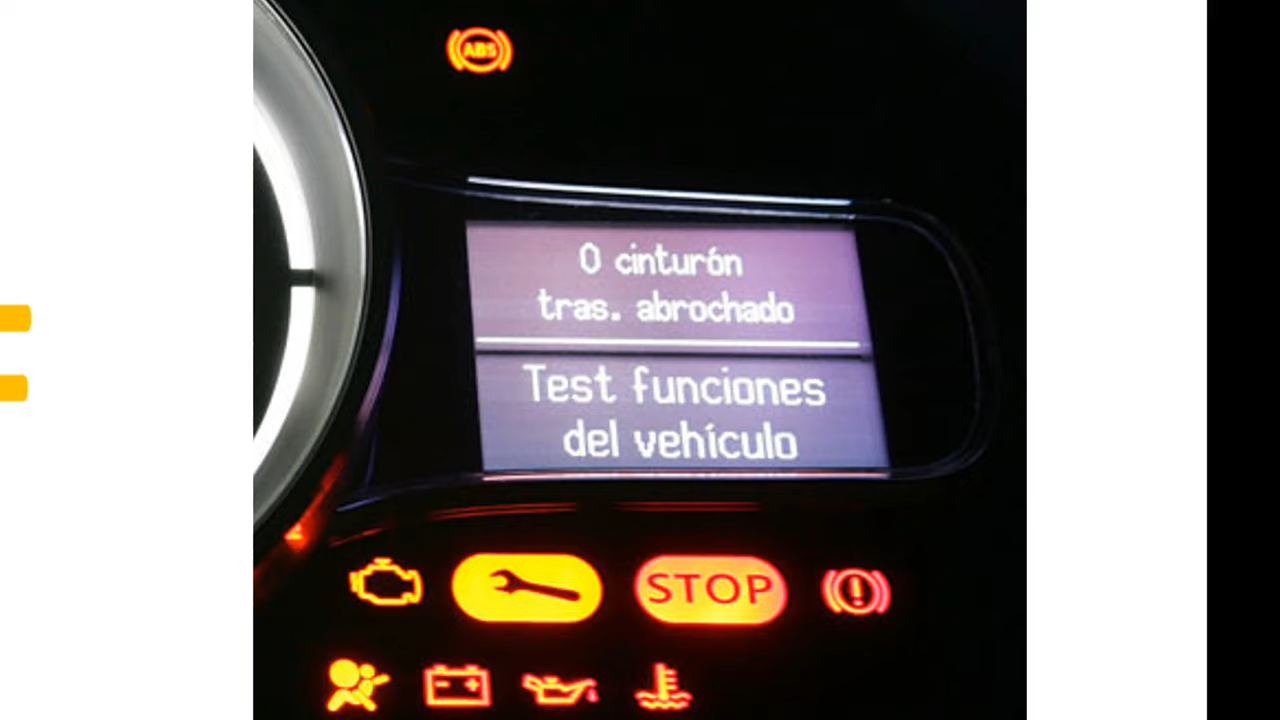 ABS
0 cinturón
tras. abrochado
Test funciones
del vehículo
STOP